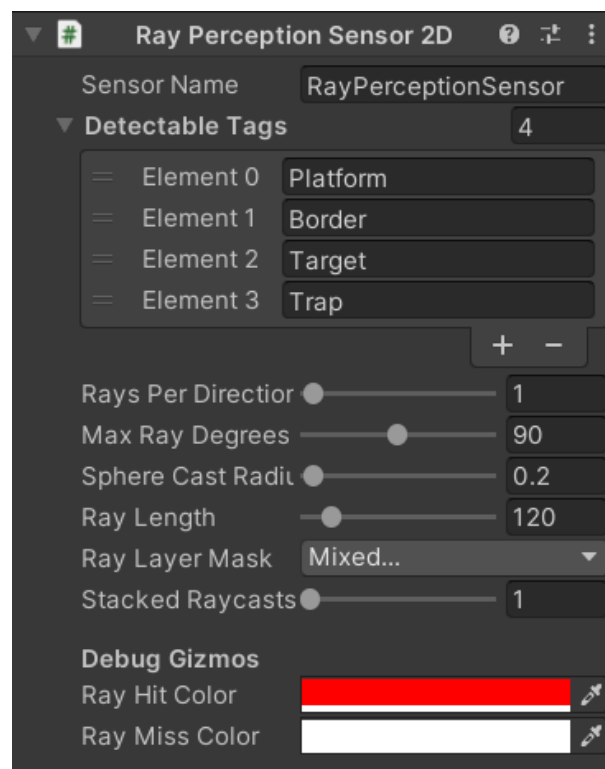 # Ray Perception Sensor 2D
Sensor Name RayPerceptionSensor
Detectable Tags 4
Element 0 Platform
Element 1 Border
Element 2 Target
Element 3 Trap
+ −
Rays Per Direction 1
Max Ray Degrees 90
Sphere Cast Radiu 0.2
Ray Length 120
Ray Layer Mask Mixed...
Stacked Raycasts 1
Debug Gizmos
Ray Hit Color
Ray Miss Color